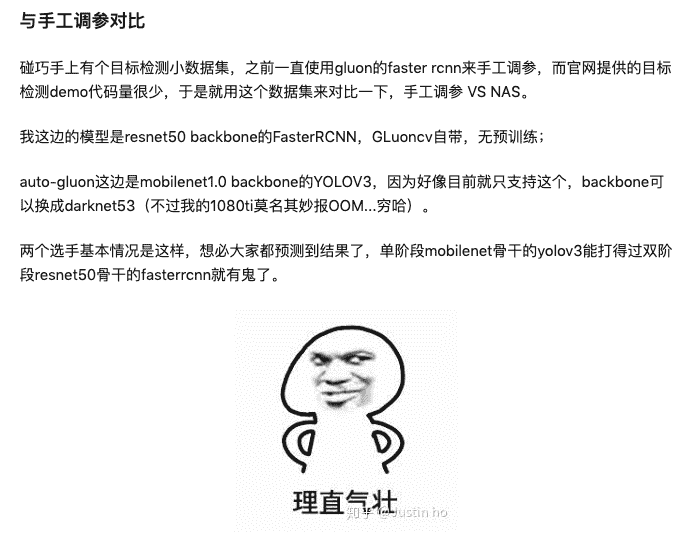 与手工调参对比
碰巧手上有个目标检测小数据集，之前一直使用gluon的faster rcnn来手工调参，而官网提供的目标
检测demo代码量很少，于是就用这个数据集来对比一下，手工调参 VS NAS。
我这边的模型是resnet50 backbone的FasterRCNN，GLuoncv自带，无预训练；
auto-gluon这边是mobilenet1.0 backbone的YOLOV3，因为好像目前就只支持这个，backbone可
以换成darknet53（不过我的1080ti莫名其妙报OOM...穷哈）。
两个选手基本情况是这样，想必大家都预测到结果了，单阶段mobilenet骨干的yolov3能打得过双阶
段resnet50骨干的fasterrcnn就有鬼了。
理直气壮
知乎 @Justin ho